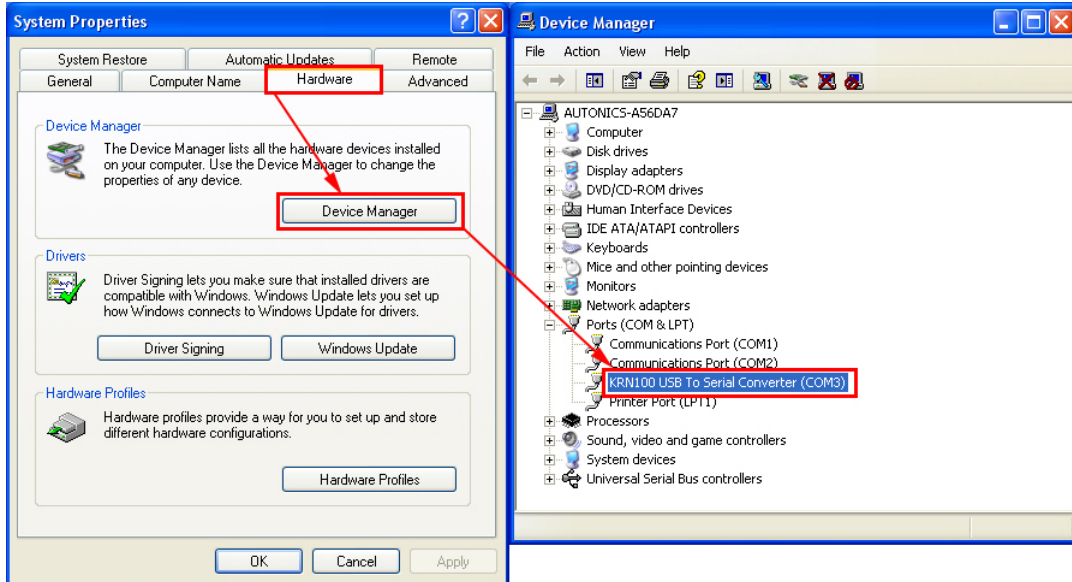 System Properties
System Restore
Automatic Updates
Remote
General
Computer Name
Hardware
Advanced
Device Manager
The Device Manager lists all the hardware devices installed
on your computer. Use the Device Manager to change the
properties of any device.
Device Manager
Drivers
Driver Signing lets you make sure that installed drivers are
compatible with Windows. Windows Update lets you set up
how Windows connects to Windows Update for drivers.
Driver Signing
Windows Update
Hardware Profiles
Hardware profiles provide a way for you to set up and store
different hardware configurations.
Hardware Profiles
OK
Cancel
Apply
Device Manager
File Action View Help
AUTONICS-A56DA7
Computer
Disk drives
Display adapters
DVD/CD-ROM drives
Human Interface Devices
IDE ATA/ATAPI controllers
Keyboards
Mice and other pointing devices
Monitors
Network adapters
Ports (COM & LPT)
Communications Port (COM1)
Communications Port (COM2)
KRN100 USB To Serial Converter (COM3)
Printer Port (LPT1)
Processors
Sound, video and game controllers
System devices
Universal Serial Bus controllers